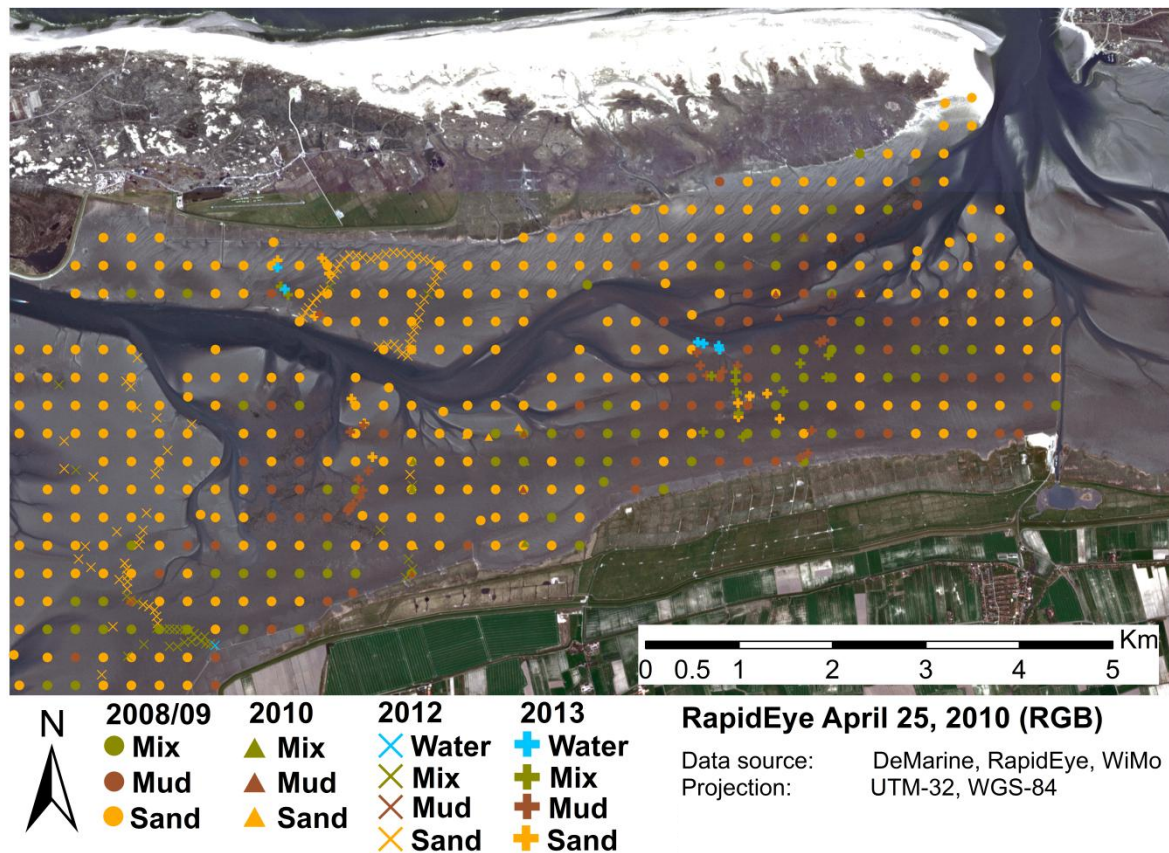 Km
0 0.5 1 2 3 4 5
N
2008/09
Mix
Mud
Sand
2010
Mix
Mud
Sand
2012
Water
Mix
Mud
Sand
2013
Water
Mix
Mud
Sand
RapidEye April 25, 2010 (RGB)
Data source: DeMarine, RapidEye, WiMo
Projection: UTM-32, WGS-84